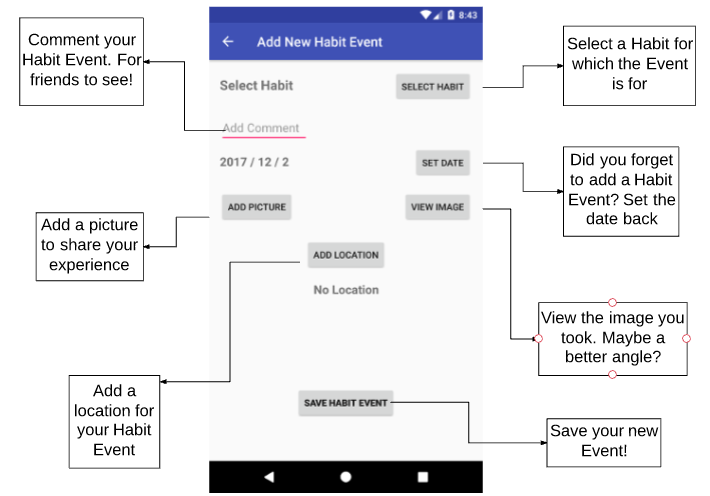 8:43
Add New Habit Event
Comment your
Habit Event. For
friends to see!
Select a Habit for
which the Event
is for
Select Habit
SELECT HABIT
Add Comment
2017 / 12 / 2
SET DATE
Did you forget
to add a Habit
Event? Set the
date back
ADD PICTURE
VIEW IMAGE
Add a picture
to share your
experience
ADD LOCATION
No Location
View the image you
took. Maybe a
better angle?
Add a
location for
your Habit
Event
SAVE HABIT EVENT
Save your new
Event!